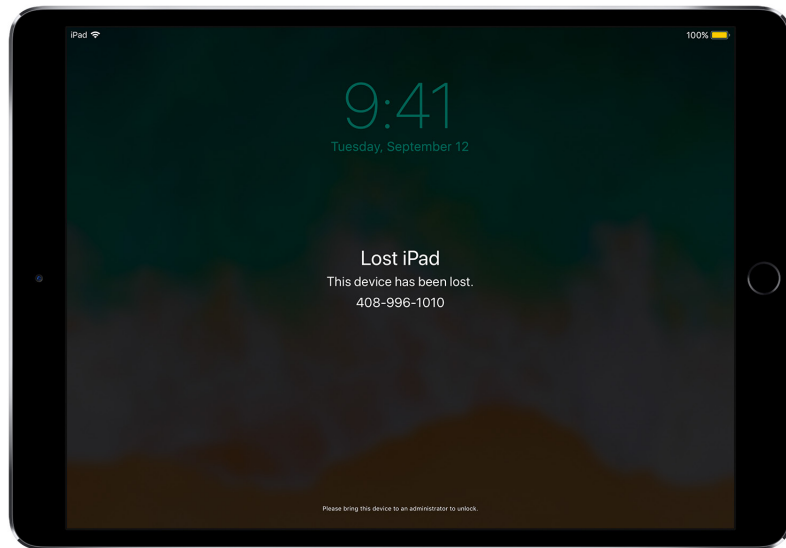 iPad
100%
9:41
Tuesday, September 12
Lost iPad
This device has been lost.
408-996-1010
Please bring this device to an administrator to unlock.